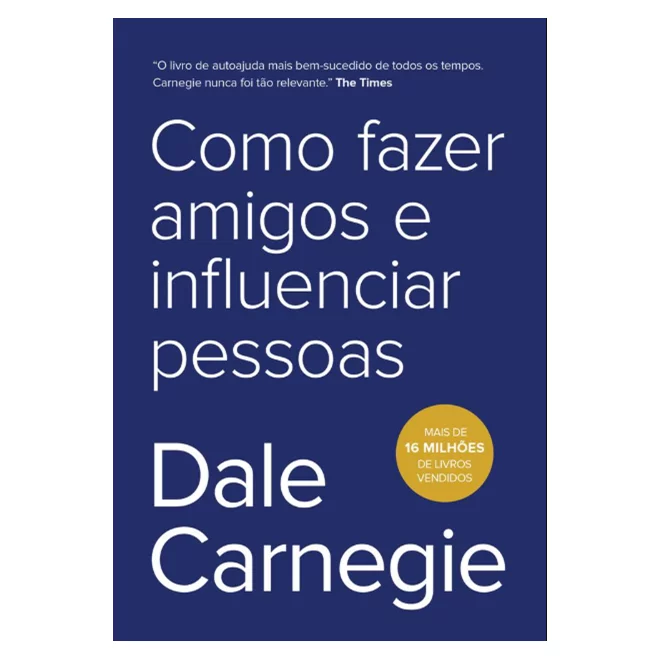 “O livro de autoajuda mais bem-sucedido de todos os tempos.
Carnegie nunca foi tão relevante.” The Times
Como fazer
amigos e
influenciar
pessoas
MAIS DE
16 MILHÕES
DE LIVROS
VENDIDOS
Dale
Carnegie